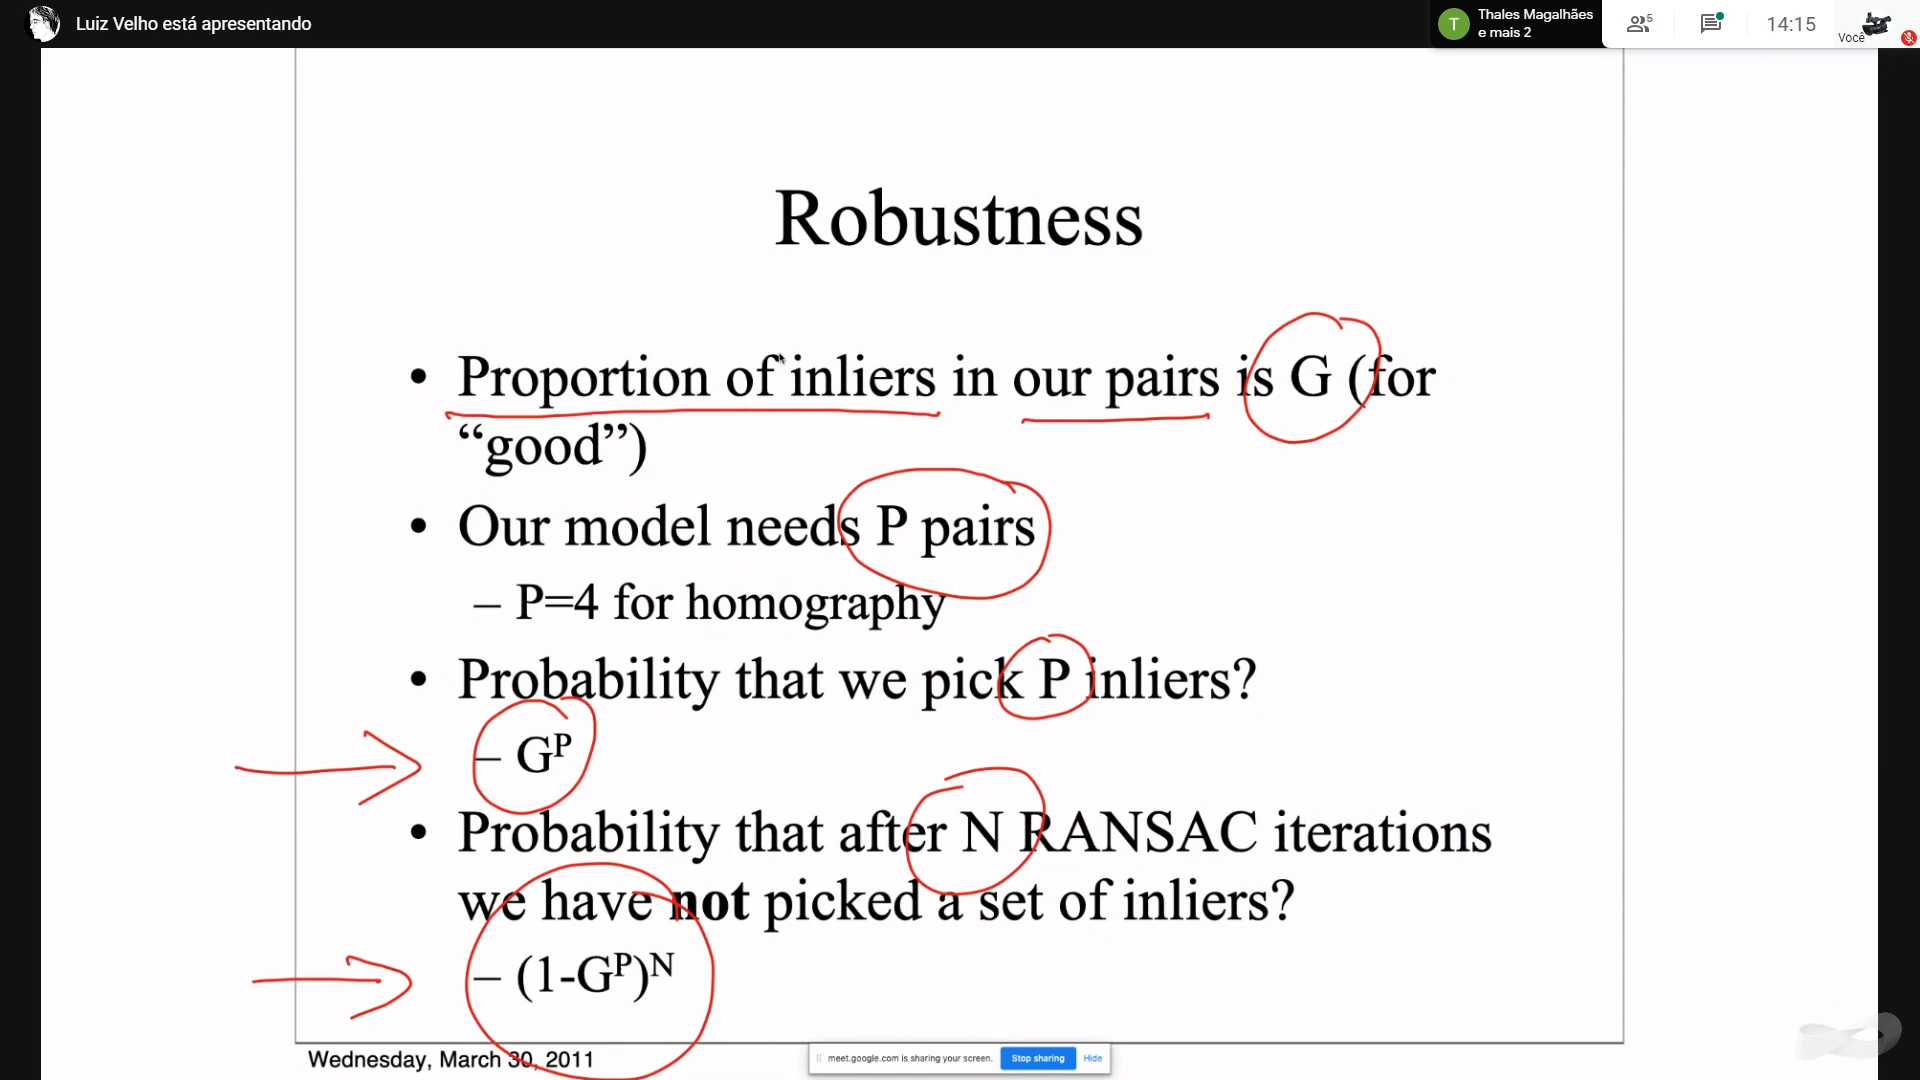 Luiz Velho está apresentando
T
Thales Magalhães
e mais 2
5
14:15
Você
Robustness
• Proportion of inliers in our pairs is G (for
“good”)
• Our model needs P pairs
– P=4 for homography
• Probability that we pick P inliers?
– Gᴾ
• Probability that after N RANSAC iterations
we have not picked a set of inliers?
– (1-Gᴾ)ᴺ
Wednesday, March 30, 2011
meet.google.com is sharing your screen. Stop sharing Hide